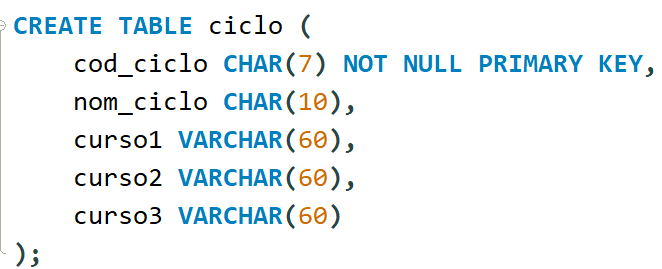 CREATE TABLE ciclo (
cod_ciclo CHAR(7) NOT NULL PRIMARY KEY,
nom_ciclo CHAR(10),
curso1 VARCHAR(60),
curso2 VARCHAR(60),
curso3 VARCHAR(60)
);